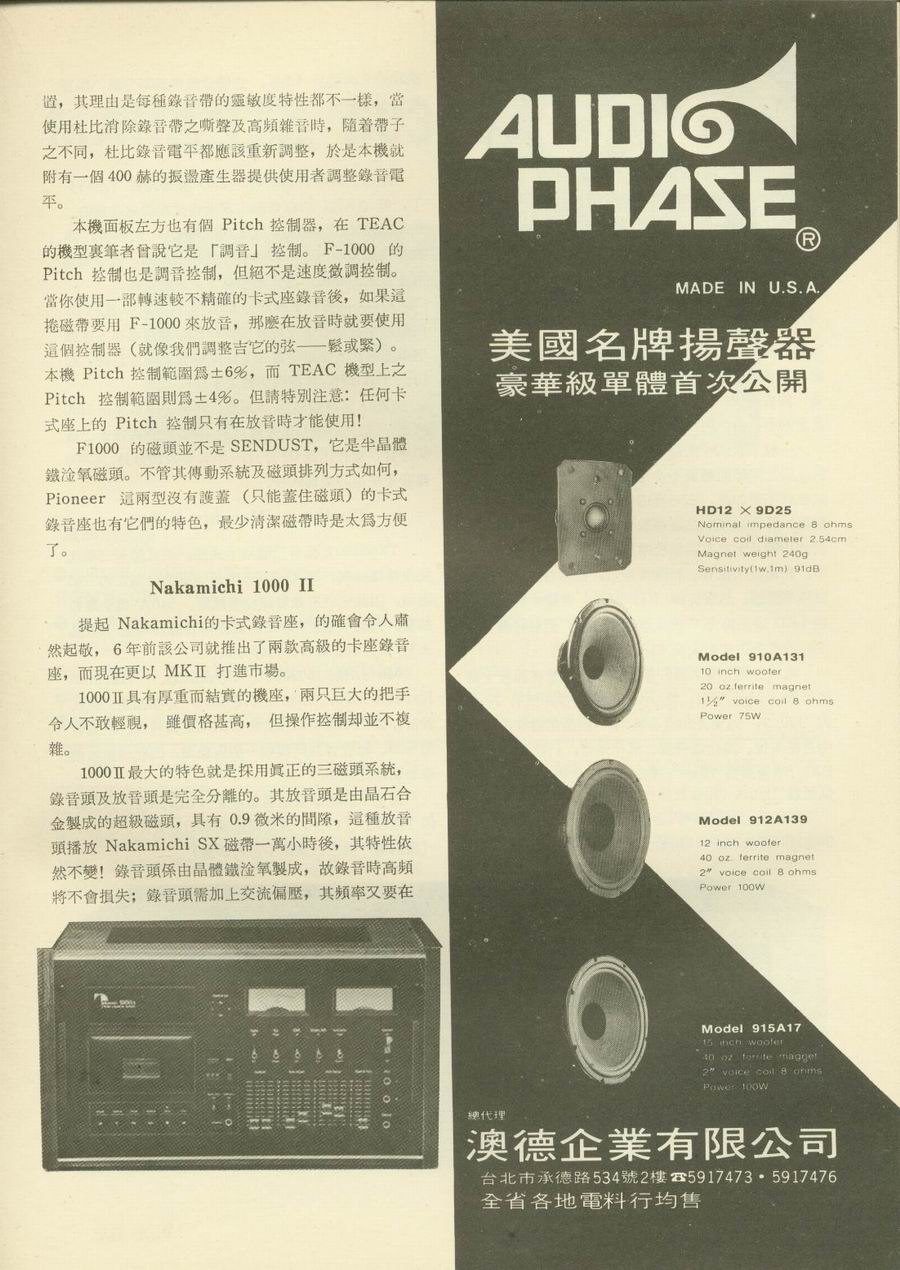 置，其理由是每種錄音帶的靈敏度特性都不一樣，當
使用杜比消除錄音帶之嘶聲及高頻雜音時，隨着帶子
之不同，杜比錄音電平都應該重新調整，於是本機就
附有一個 400 赫的振盪產生器提供使用者調整錄音電
平。
本機面板左方也有個 Pitch 控制器，在 TEAC
的機型裏筆者曾說它是「調音」控制。 F-1000 的
Pitch 控制也是調音控制，但絕不是速度微調控制。
當你使用一部轉速較不精確的卡式座錄音後，如果這
捲磁帶要用 F-1000 來放音，那麽在放音時就要使用
這個控制器（就像我們調整吉它的弦——鬆或緊）。
本機 Pitch 控制範圍爲±6%，而 TEAC 機型上之
Pitch 控制範圍則爲±4%。但請特別注意：任何卡
式座上的 Pitch 控制只有在放音時才能使用！
F1000 的磁頭並不是 SENDUST，它是半晶體
鐵淦氧磁頭。不管其傳動系統及磁頭排列方式如何，
Pioneer 這兩型沒有護蓋（只能蓋住磁頭）的卡式
錄音座也有它們的特色，最少清潔磁帶時是太爲方便
了。
Nakamichi 1000 II
提起 Nakamichi的卡式錄音座，的確會令人肅
然起敬，6 年前該公司就推出了兩款高級的卡座錄音
座，而現在更以 MKⅡ 打進市場。
1000Ⅱ具有厚重而結實的機座，兩只巨大的把手
令人不敢輕視， 雖價格甚高， 但操作控制却並不複
雜。
1000Ⅱ最大的特色就是採用眞正的三磁頭系統，
錄音頭及放音頭是完全分離的。其放音頭是由晶石合
金製成的超級磁頭，具有 0.9 微米的間隙，這種放音
頭播放 Nakamichi SX 磁帶一萬小時後，其特性依
然不變！錄音頭係由晶體鐵淦氧製成，故錄音時高頻
將不會損失；錄音頭需加上交流偏壓，其頻率又要在
AUDIO
PHASE
®
MADE IN U.S.A.
美國名牌揚聲器
豪華級單體首次公開
HD12 × 9D25
Nominal impedance 8 ohms
Voice coil diameter 2.54cm
Magnet weight 240g
Sensitivity(1w,1m) 91dB
Model 910A131
10 inch woofer
20 oz.ferrite magnet
1½″ voice coil 8 ohms
Power 75W
Model 912A139
12 inch woofer
40 oz. ferrite magnet
2″ voice coil 8 ohms
Power 100W
Model 915A17
15 inch woofer
40 oz ferrite magget
2″ voice coil 8 ohms
Power 100W
總代理
澳德企業有限公司
台北市承德路534號2樓☎5917473・5917476
全省各地電料行均售